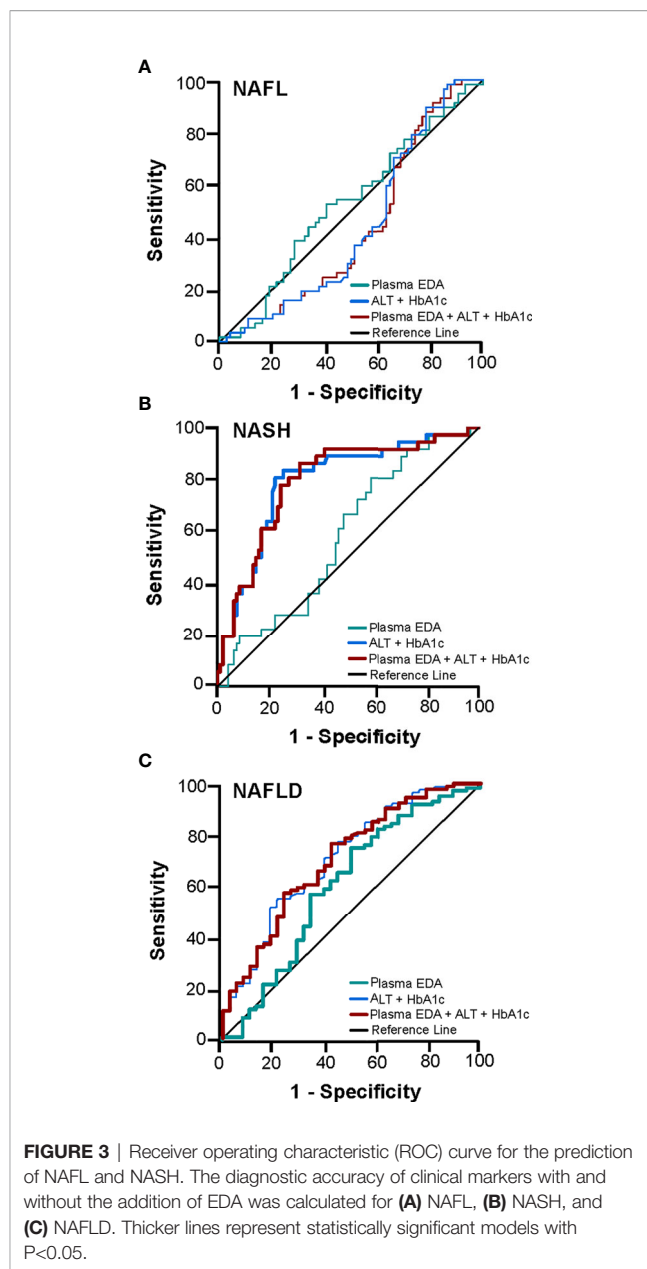 A
NAFL
100
80
60
40
20
0
Sensitivity
Plasma EDA
ALT + HbA1c
Plasma EDA + ALT + HbA1c
Reference Line
0 20 40 60 80 100
1 - Specificity
B
NASH
100
80
60
40
20
0
Sensitivity
Plasma EDA
ALT + HbA1c
Plasma EDA + ALT + HbA1c
Reference Line
0 20 40 60 80 100
1 - Specificity
C
NAFLD
100
80
60
40
20
0
Sensitivity
Plasma EDA
ALT + HbA1c
Plasma EDA + ALT + HbA1c
Reference Line
0 20 40 60 80 100
1 - Specificity
FIGURE 3 | Receiver operating characteristic (ROC) curve for the prediction
of NAFL and NASH. The diagnostic accuracy of clinical markers with and
without the addition of EDA was calculated for (A) NAFL, (B) NASH, and
(C) NAFLD. Thicker lines represent statistically significant models with
P<0.05.